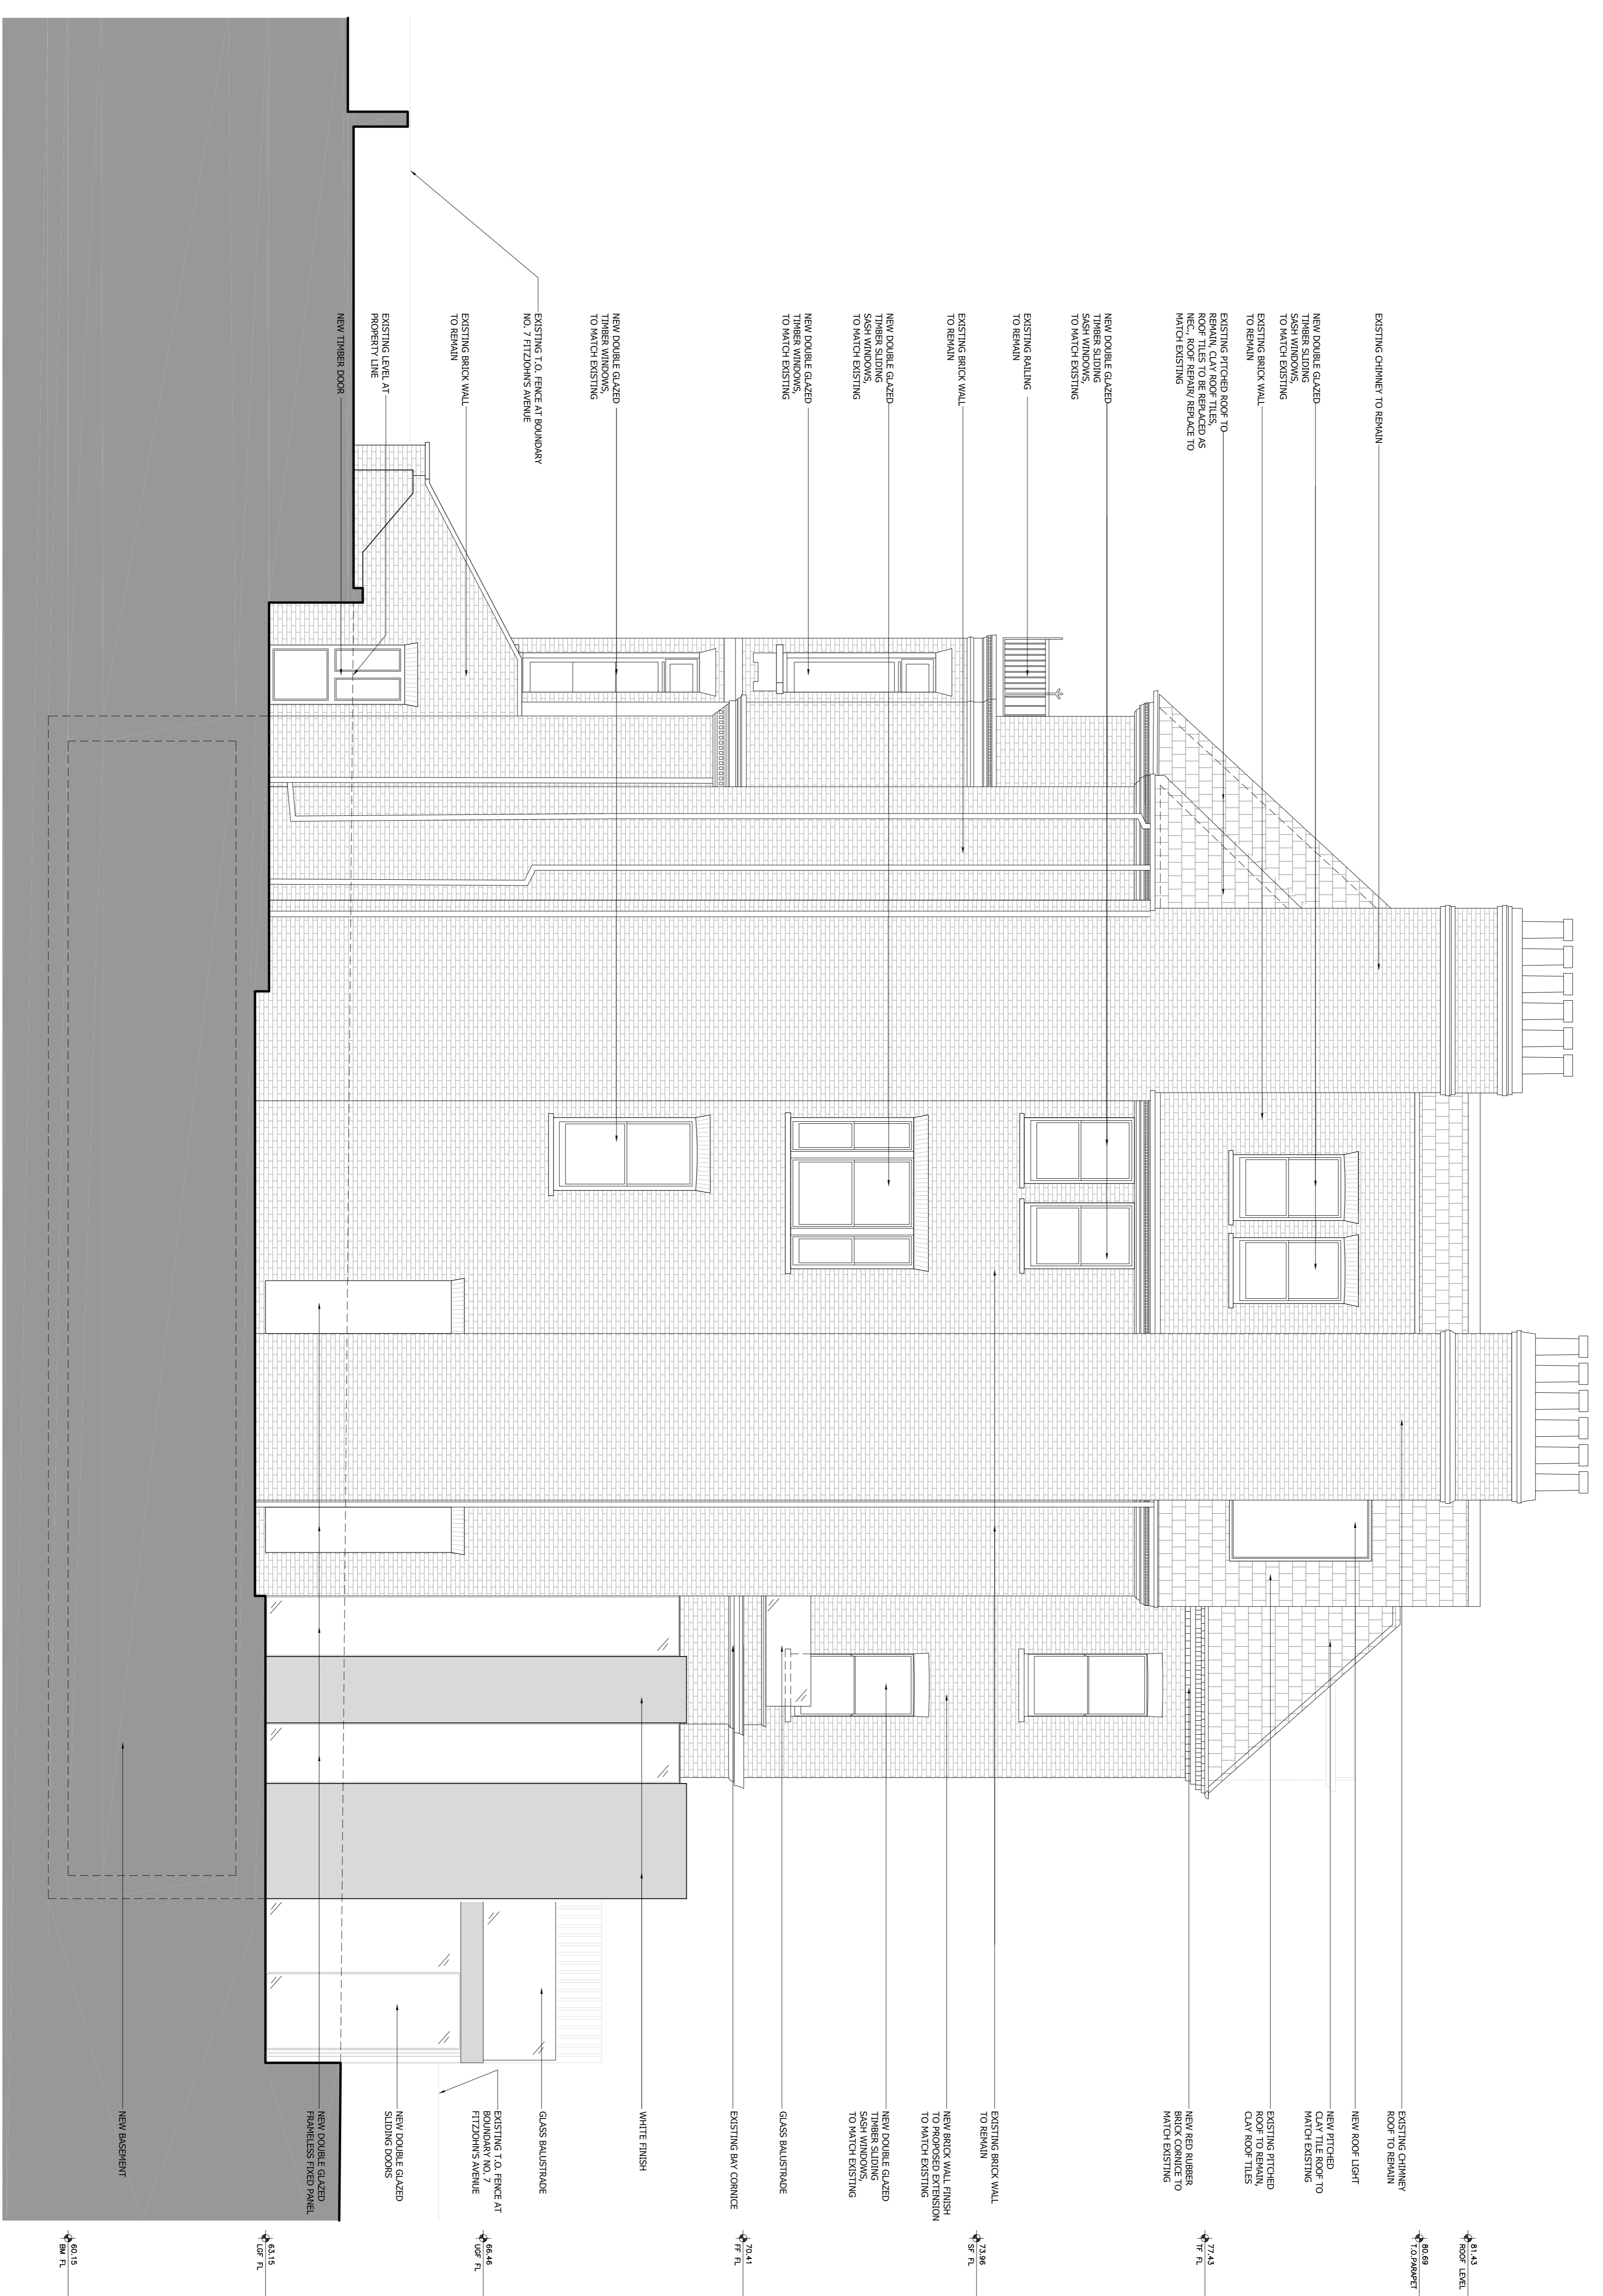 EXISTING CHIMNEY TO REMAIN
NEW DOUBLE GLAZED
TIMBER SLIDING
SASH WINDOWS,
TO MATCH EXISTING
EXISTING BRICK WALL
TO REMAIN
EXISTING PITCHED ROOF TO
REMAIN, CLAY ROOF TILES,
ROOF TILES TO BE REPLACED AS
NEC., ROOF REPAIR/ REPLACE TO
MATCH EXISTING
NEW DOUBLE GLAZED
TIMBER SLIDING
SASH WINDOWS,
TO MATCH EXISTING
EXISTING RAILING
TO REMAIN
EXISTING BRICK WALL
TO REMAIN
NEW DOUBLE GLAZED
TIMBER SLIDING
SASH WINDOWS,
TO MATCH EXISTING
NEW DOUBLE GLAZED
TIMBER WINDOWS,
TO MATCH EXISTING
NEW DOUBLE GLAZED
TIMBER WINDOWS,
TO MATCH EXISTING
EXISTING T.O. FENCE AT BOUNDARY
NO. 7 FITZJOHN'S AVENUE
EXISTING BRICK WALL
TO REMAIN
EXISTING LEVEL AT
PROPERTY LINE
NEW TIMBER DOOR
EXISTING CHIMNEY
ROOF TO REMAIN
NEW ROOF LIGHT
NEW PITCHED
CLAY TILE ROOF TO
MATCH EXISTING
EXISTING PITCHED
ROOF TO REMAIN,
CLAY ROOF TILES
NEW RED RUBBER
BRICK CORNICE TO
MATCH EXISTING
EXISTING BRICK WALL
TO REMAIN
NEW BRICK WALL FINISH
TO PROPOSED EXTENSION
TO MATCH EXISTING
NEW DOUBLE GLAZED
TIMBER SLIDING
SASH WINDOWS,
TO MATCH EXISTING
GLASS BALUSTRADE
EXISTING BAY CORNICE
WHITE FINISH
GLASS BALUSTRADE
EXISTING T.O. FENCE AT
BOUNDARY NO. 7
FITZJOHN'S AVENUE
NEW DOUBLE GLAZED
SLIDING DOORS
NEW DOUBLE GLAZED
FRAMELESS FIXED PANEL
NEW BASEMENT
81.43
ROOF LEVEL
80.69
T.O.PARAPET
77.43
TF FL
73.96
SF FL
70.41
FF FL
66.46
UGF FL
63.15
LGF FL
60.15
BM FL